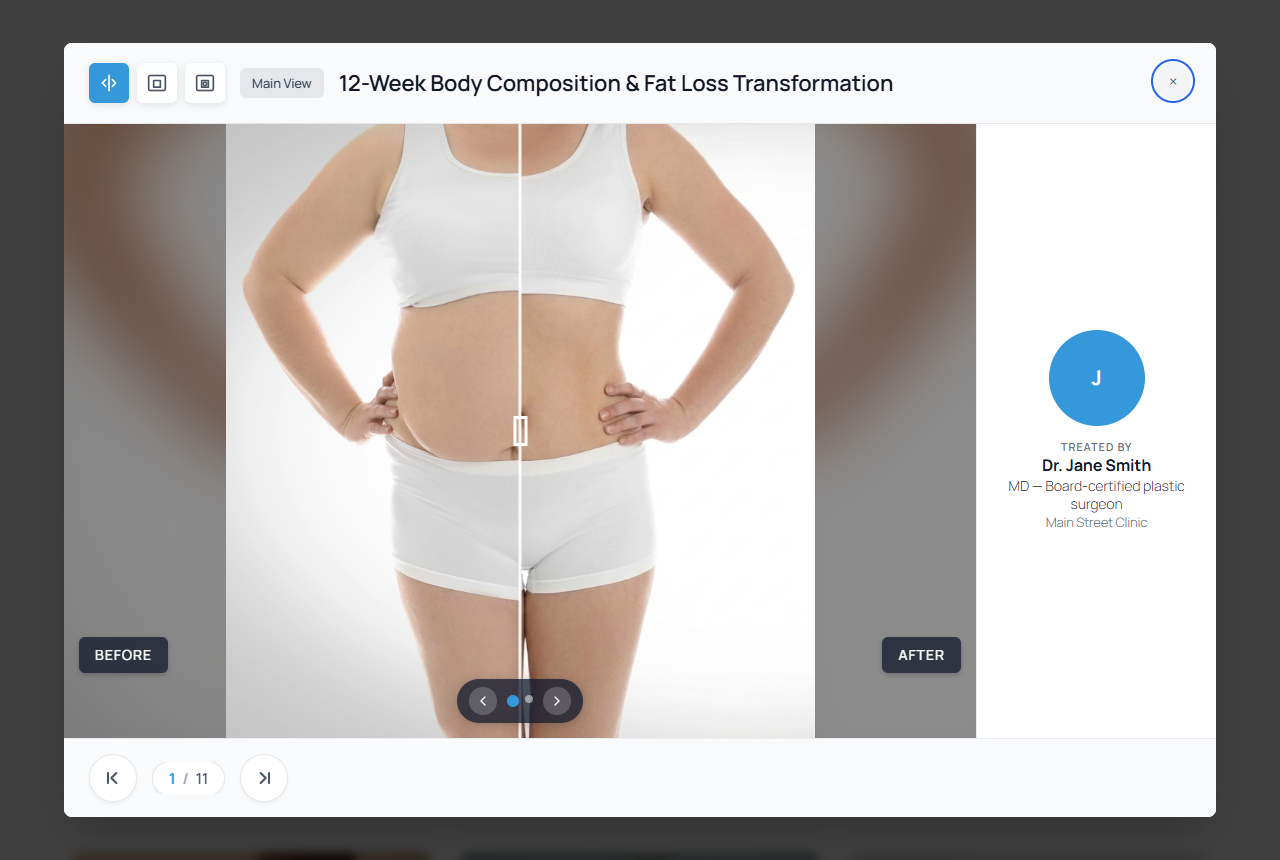 Main View
12-Week Body Composition & Fat Loss Transformation
×
J
TREATED BY
Dr. Jane Smith
MD — Board-certified plastic
surgeon
Main Street Clinic
BEFORE
AFTER
1 / 11